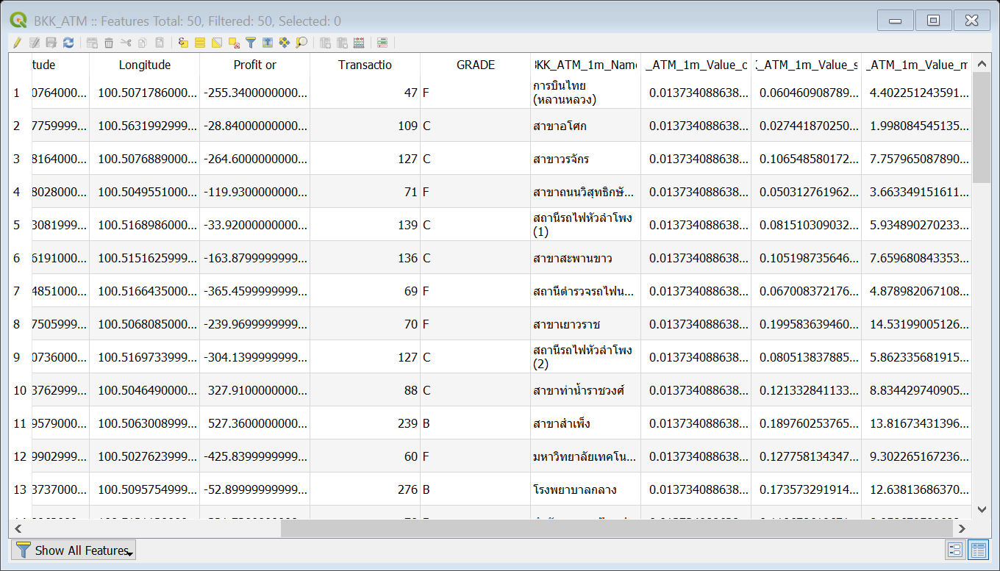 BKK_ATM :: Features Total: 50, Filtered: 50, Selected: 0
tude Longitude Profit or Transactio GRADE BKK_ATM_1m_Name _ATM_1m_Value_c K_ATM_1m_Value_s _ATM_1m_Value_m
1 0764000... 100.5071786000... -255.3400000000... 47 F การบินไทย (หลานหลวง) 0.013734088638... 0.060460908789... 4.402251243591...
2 7759999... 100.5631992999... -28.84000000000... 109 C สาขาอโศก 0.013734088638... 0.027441870250... 1.998084545135...
3 8164000... 100.5076889000... -264.6000000000... 127 C สาขาวรจักร 0.013734088638... 0.106548580172... 7.757965087890...
4 8028000... 100.5049551000... -119.9300000000... 71 F สาขาถนนวิสุทธิกษั... 0.013734088638... 0.050312761962... 3.663349151611...
5 3081999... 100.5168986000... -33.92000000000... 139 C สถานีรถไฟหัวลำโพง (1) 0.013734088638... 0.081510309032... 5.934890270233...
6 6191000... 100.5151625999... -163.8799999999... 136 C สาขาสะพานขาว 0.013734088638... 0.105198735646... 7.659680843353...
7 4851000... 100.5166435000... -365.4599999999... 69 F สถานีตำรวจรถไฟน... 0.013734088638... 0.067008372176... 4.878982067108...
8 7505999... 100.5068085000... -239.9699999999... 70 F สาขาเยาวราช 0.013734088638... 0.199583639460... 14.53199005126...
9 0736000... 100.5169733999... -304.1399999999... 127 C สถานีรถไฟหัวลำโพง (2) 0.013734088638... 0.080513837885... 5.862335681915...
10 3762999... 100.5046490000... 327.9100000000... 88 C สาขาท่าน้ำราชวงศ์ 0.013734088638... 0.121332841133... 8.834429740905...
11 9579000... 100.5063008999... 527.3600000000... 239 B สาขาสำเพ็ง 0.013734088638... 0.189760253765... 13.81673431396...
12 9902999... 100.5027623999... -425.8399999999... 60 F มหาวิทยาลัยเทคโน... 0.013734088638... 0.127758134347... 9.302265167236...
13 3737000... 100.5095754999... -52.89999999999... 276 B โรงพยาบาลกลาง 0.013734088638... 0.173573291914... 12.63813686370...
Show All Features